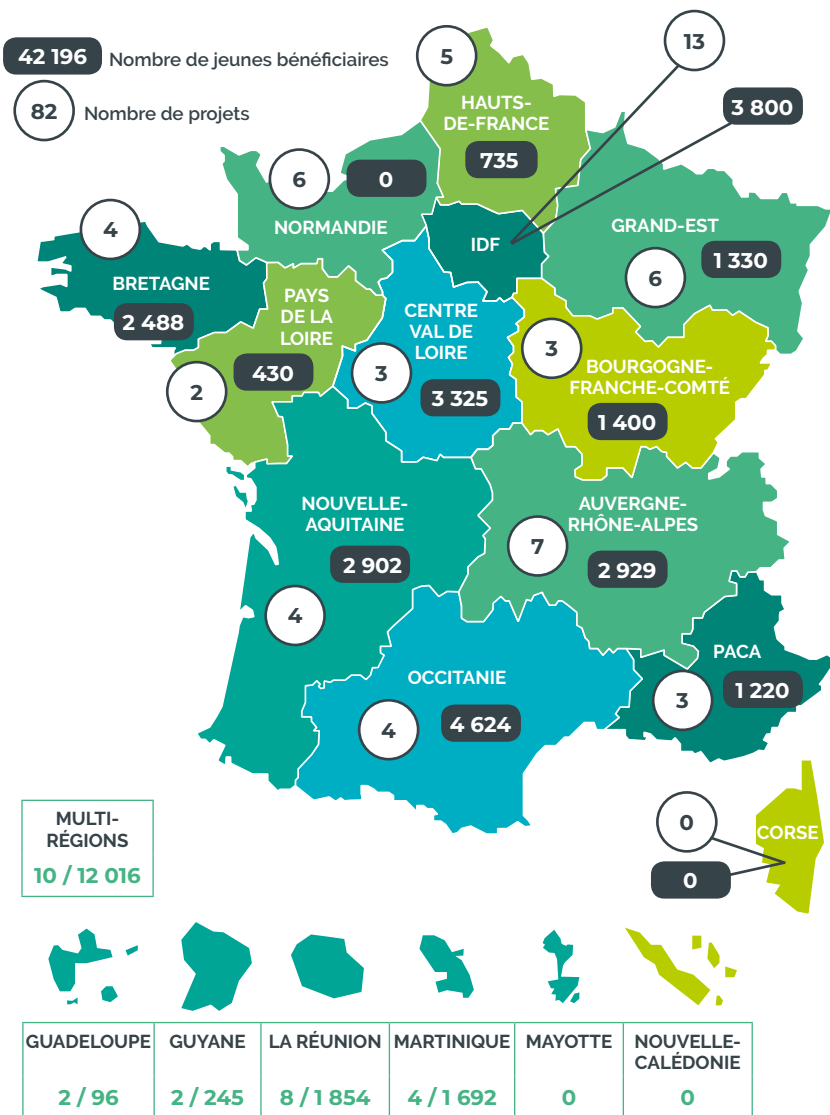 42 196 Nombre de jeunes bénéficiaires
82 Nombre de projets
5
HAUTS-
DE-FRANCE
735
13
3 800
6
0
NORMANDIE
IDF
GRAND-EST
6
1 330
4
BRETAGNE
2 488
PAYS
DE LA
LOIRE
2
430
CENTRE
VAL DE
LOIRE
3
3 325
3
BOURGOGNE-
FRANCHE-COMTÉ
1 400
NOUVELLE-
AQUITAINE
2 902
4
AUVERGNE-
RHÔNE-ALPES
7
2 929
OCCITANIE
4
4 624
PACA
3
1 220
MULTI-
RÉGIONS
10 / 12 016
0
CORSE
0
GUADELOUPE
2 / 96
GUYANE
2 / 245
LA RÉUNION
8 / 1 854
MARTINIQUE
4 / 1 692
MAYOTTE
0
NOUVELLE-
CALÉDONIE
0